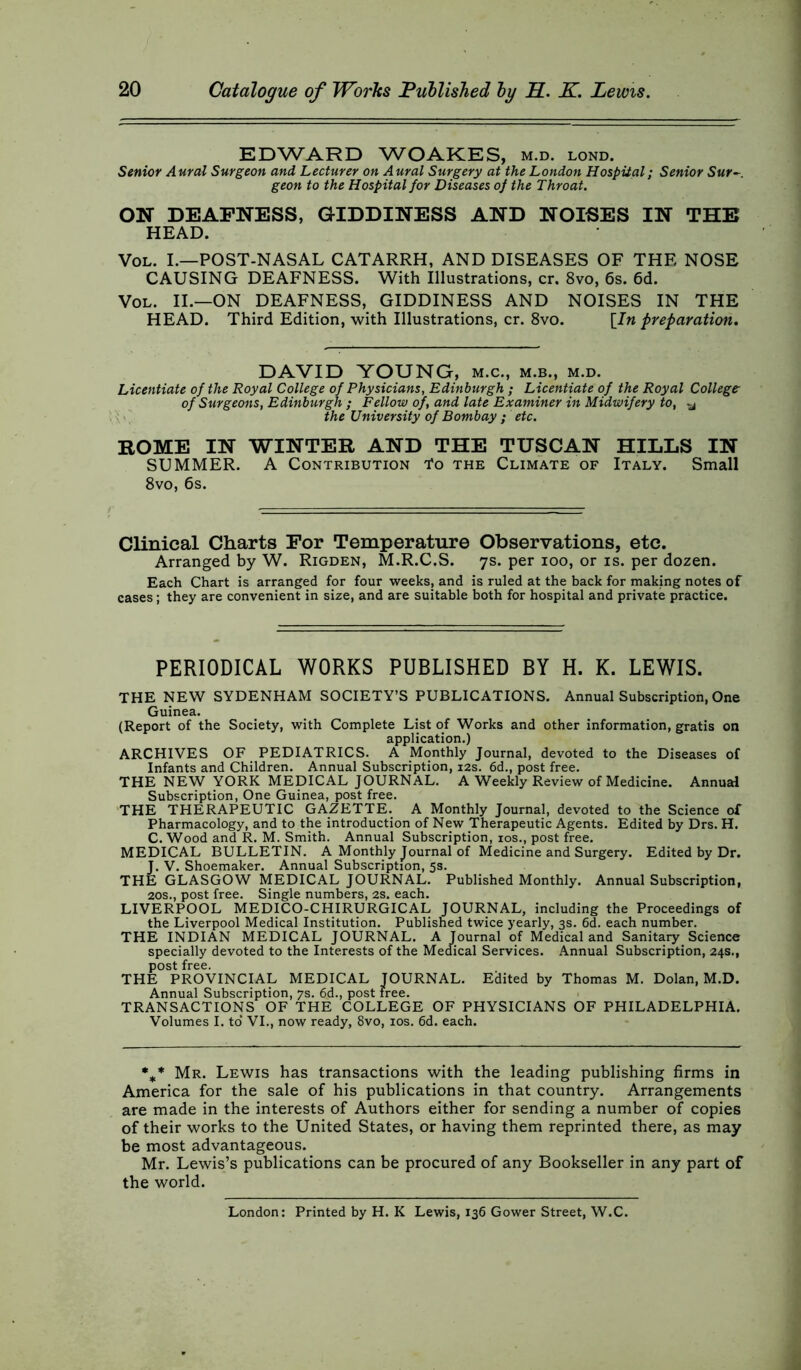 20 Catalogue of Works Published by H. K. Lewis.
EDWARD WOAKES, M.D. LOND.
Senior Aural Surgeon and Lecturer on Aural Surgery at the London Hospital; Senior Sur-
geon to the Hospital for Diseases of the Throat.
ON DEAFNESS, GIDDINESS AND NOISES IN THE
HEAD.
VOL. I.—POST-NASAL CATARRH, AND DISEASES OF THE NOSE
CAUSING DEAFNESS. With Illustrations, cr. 8vo, 6s. 6d.
VOL. II.—ON DEAFNESS, GIDDINESS AND NOISES IN THE
HEAD. Third Edition, with Illustrations, cr. 8vo. [In preparation.
DAVID YOUNG, M.C., M.B., M.D.
Licentiate of the Royal College of Physicians, Edinburgh ; Licentiate of the Royal College
of Surgeons, Edinburgh ; Fellow of, and late Examiner in Midwifery to,
the University of Bombay ; etc.
ROME IN WINTER AND THE TUSCAN HILLS IN
SUMMER. A CONTRIBUTION TO THE CLIMATE OF ITALY. Small
8vo, 6s.
Clinical Charts For Temperature Observations, etc.
Arranged by W. RIGDEN, M.R.C.S. 7s. per 100, or 1s. per dozen.
Each Chart is arranged for four weeks, and is ruled at the back for making notes of
cases; they are convenient in size, and are suitable both for hospital and private practice.
PERIODICAL WORKS PUBLISHED BY H. K. LEWIS.
THE NEW SYDENHAM SOCIETY'S PUBLICATIONS. Annual Subscription, One
Guinea.
(Report of the Society, with Complete List of Works and other information, gratis on
application.)
ARCHIVES OF PEDIATRICS. A Monthly Journal, devoted to the Diseases of
Infants and Children. Annual Subscription, 12s. 6d., post free.
THE NEW YORK MEDICAL JOURNAL. A Weekly Review of Medicine. Annual
Subscription, One Guinea, post free.
THE THERAPEUTIC GAZETTE. A Monthly Journal, devoted to the Science of
Pharmacology, and to the introduction of New Therapeutic Agents. Edited by Drs. H.
C. Wood and R. M. Smith. Annual Subscription, 10s., post free.
MEDICAL BULLETIN. A Monthly Journal of Medicine and Surgery. Edited by Dr.
J. V. Shoemaker. Annual Subscription, 5s.
THE GLASGOW MEDICAL JOURNAL. Published Monthly. Annual Subscription,
20s., post free. Single numbers, 2s. each.
LIVERPOOL MEDICO-CHIRURGICAL JOURNAL, including the Proceedings of
the Liverpool Medical Institution. Published twice yearly, 3s. 6d. each number.
THE INDIAN MEDICAL JOURNAL. A Journal of Medical and Sanitary Science
specially devoted to the Interests of the Medical Services. Annual Subscription, 24s.,
post free.
THE PROVINCIAL MEDICAL JOURNAL. Edited by Thomas M. Dolan, M.D.
Annual Subscription, 7s. 6d., post free.
TRANSACTIONS OF THE COLLEGE OF PHYSICIANS OF PHILADELPHIA.
Volumes I. to VI., now ready, 8vo, 10s. 6d. each.
*** MR. LEWIS has transactions with the leading publishing firms in
America for the sale of his publications in that country. Arrangements
are made in the interests of Authors either for sending a number of copies
of their works to the United States, or having them reprinted there, as may
be most advantageous.
Mr. Lewis's publications can be procured of any Bookseller in any part of
the world.
London: Printed by H. K Lewis, 136 Gower Street, W.C.